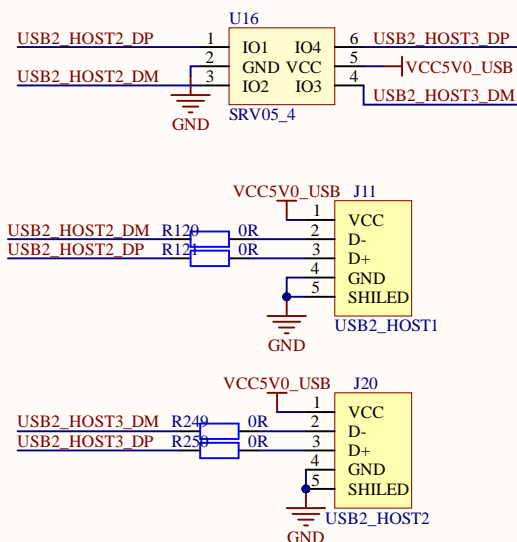 U16
USB2_HOST2_DP 1 IO1 IO4 6 USB2_HOST3_DP
2 GND VCC 5 VCC5V0_USB
USB2_HOST2_DM 3 IO2 IO3 4 USB2_HOST3_DM
GND
SRV05_4
VCC5V0_USB J11
1 VCC
USB2_HOST2_DM R120 0R 2 D-
USB2_HOST2_DP R121 0R 3 D+
4 GND
5 SHILED
USB2_HOST1
GND
VCC5V0_USB J20
1 VCC
USB2_HOST3_DM R249 0R 2 D-
USB2_HOST3_DP R250 0R 3 D+
4 GND
5 SHILED
USB2_HOST2
GND